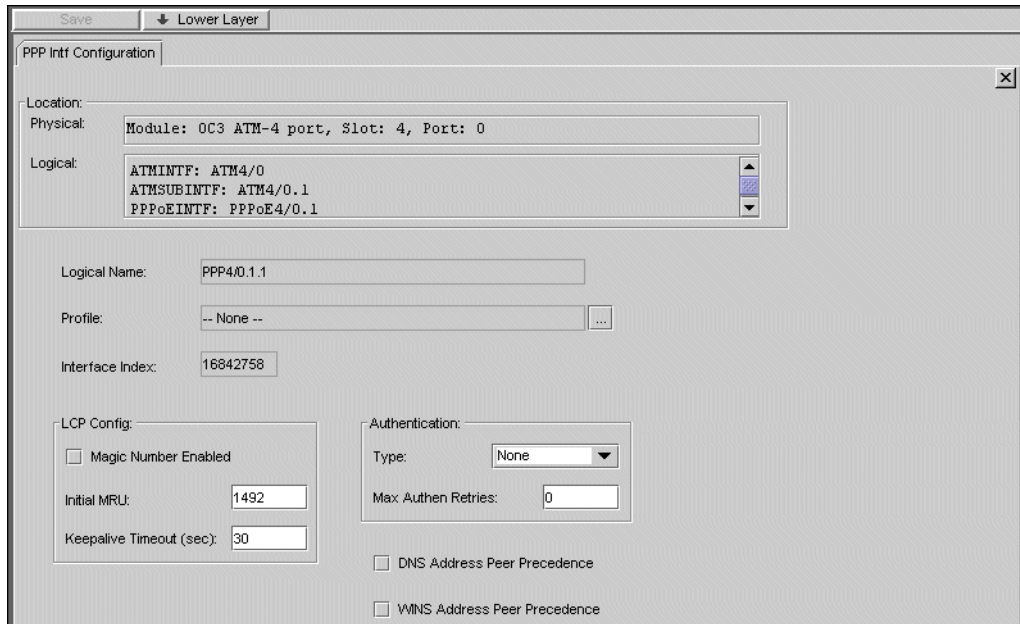 Save
Lower Layer
PPP Intf Configuration
Location:
Physical:
Module: OC3 ATM-4 port, Slot: 4, Port: 0
Logical:
ATMINTF: ATM4/0
ATMSUBINTF: ATM4/0.1
PPPoEINTF: PPPoE4/0.1
Logical Name:
PPP4/0.1.1
Profile:
-- None --
...
Interface Index:
16842758
LCP Config:
Magic Number Enabled
Initial MRU:
1492
Keepalive Timeout (sec):
30
Authentication:
Type:
None
Max Authen Retries:
0
DNS Address Peer Precedence
WINS Address Peer Precedence